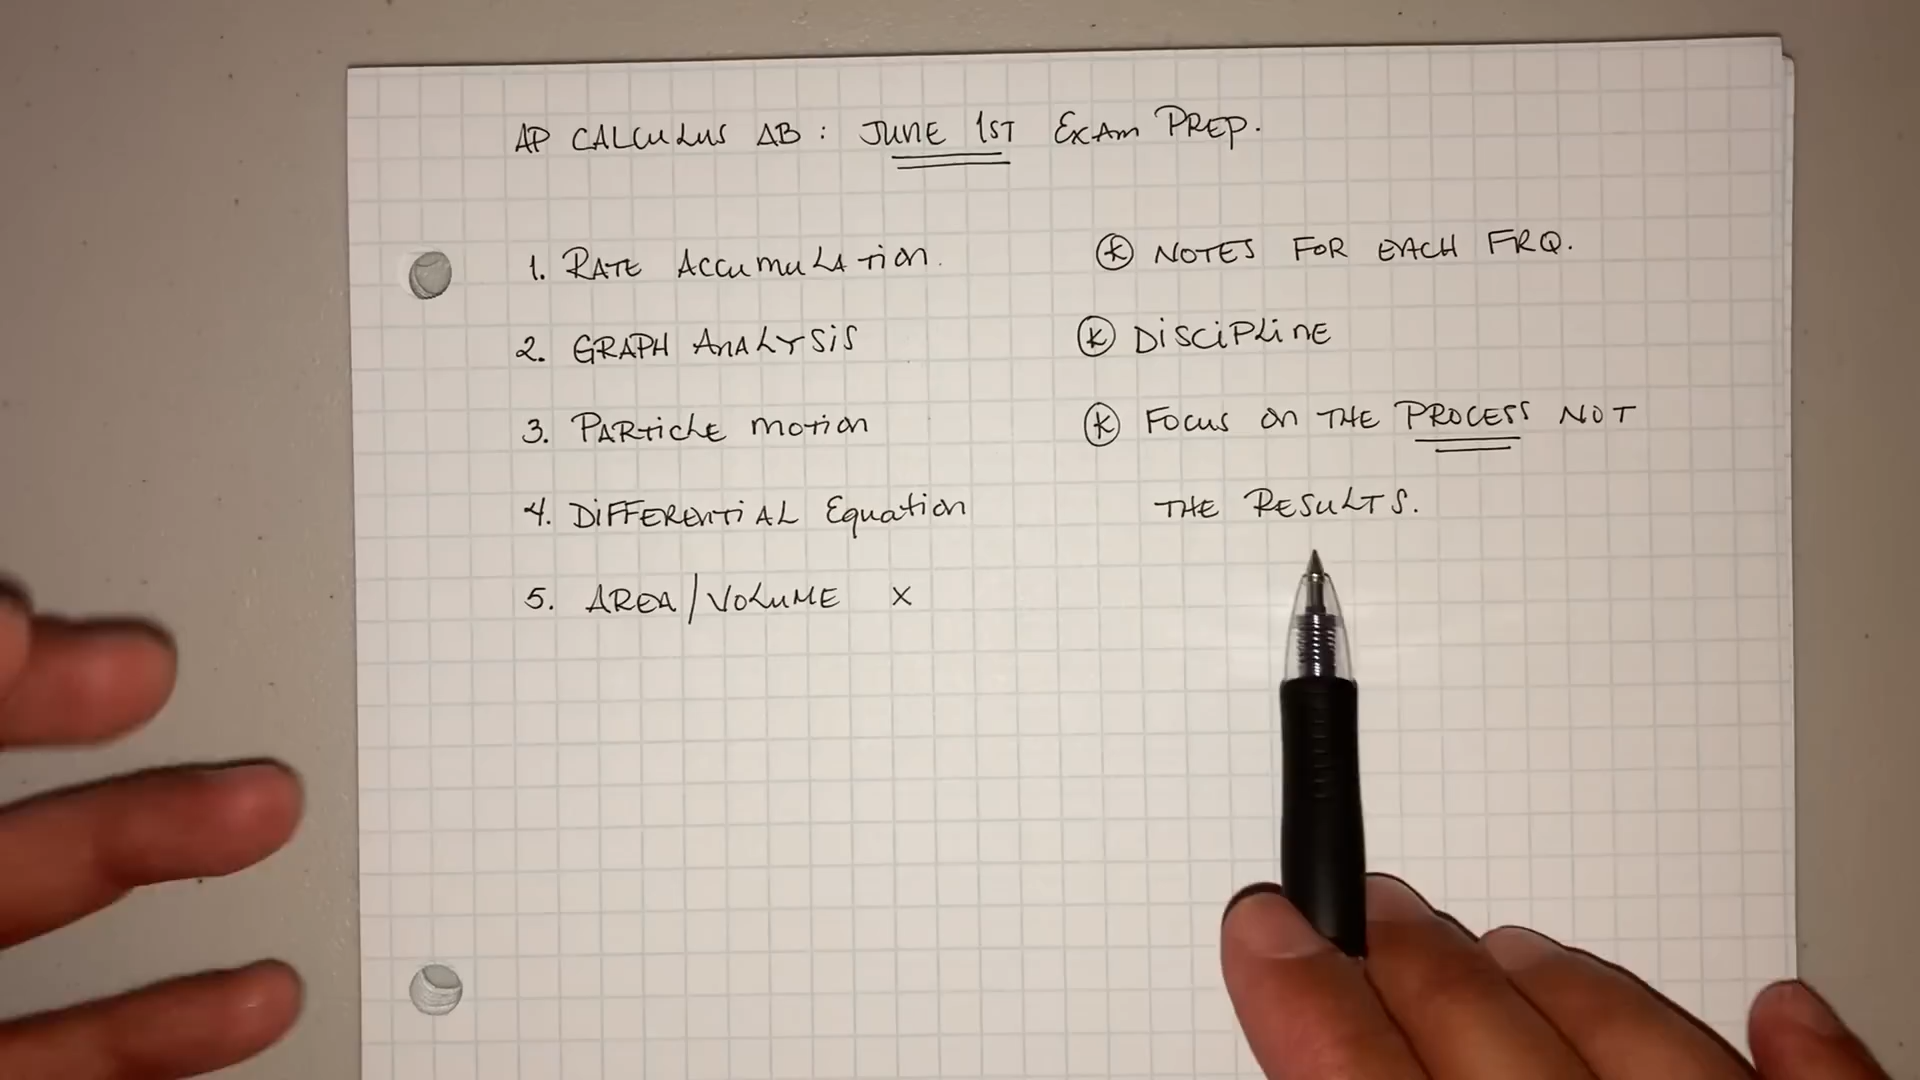 AP CALCULUS AB : JUNE 1ST EXAM PREP.
1. RATE ACCUMULATION.
2. GRAPH ANALYSIS
3. PARTICLE MOTION
4. DIFFERENTIAL Equation
5. AREA/VOLUME X
* NOTES FOR EACH FRQ.
* DISCIPLINE
* FOCUS ON THE PROCESS NOT
THE RESULTS.